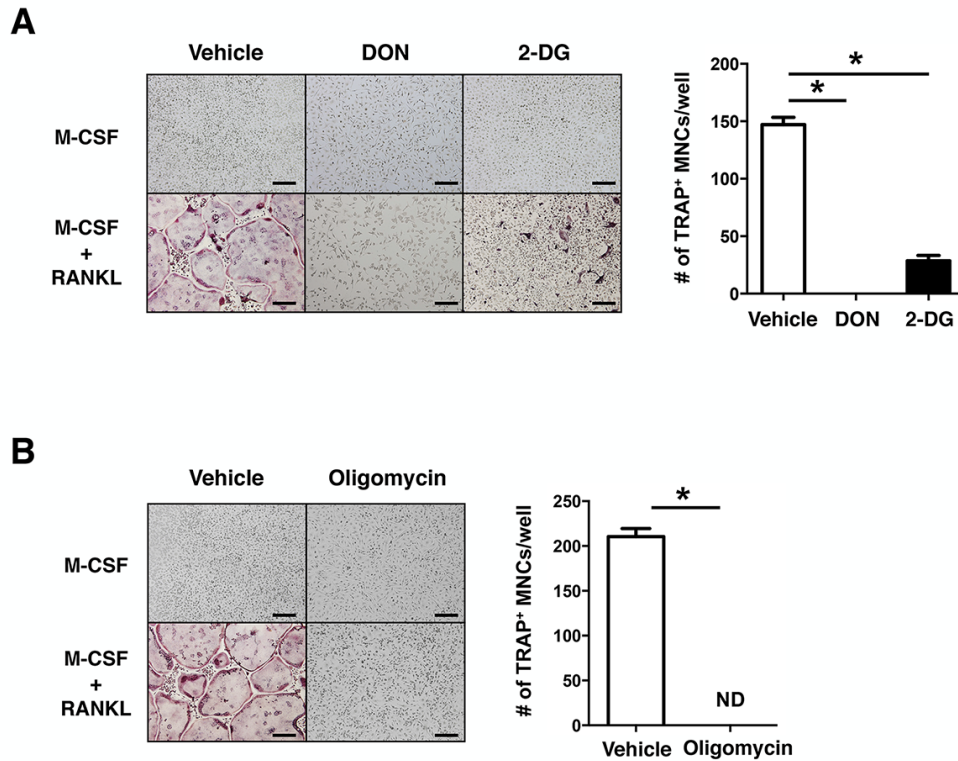 A
Vehicle DON 2-DG
M-CSF
M-CSF
+
RANKL
# of TRAP+ MNCs/well
200
150
100
50
0
*
*
Vehicle DON 2-DG
B
Vehicle Oligomycin
M-CSF
M-CSF
+
RANKL
# of TRAP+ MNCs/well
250
200
150
100
50
0
*
ND
Vehicle Oligomycin